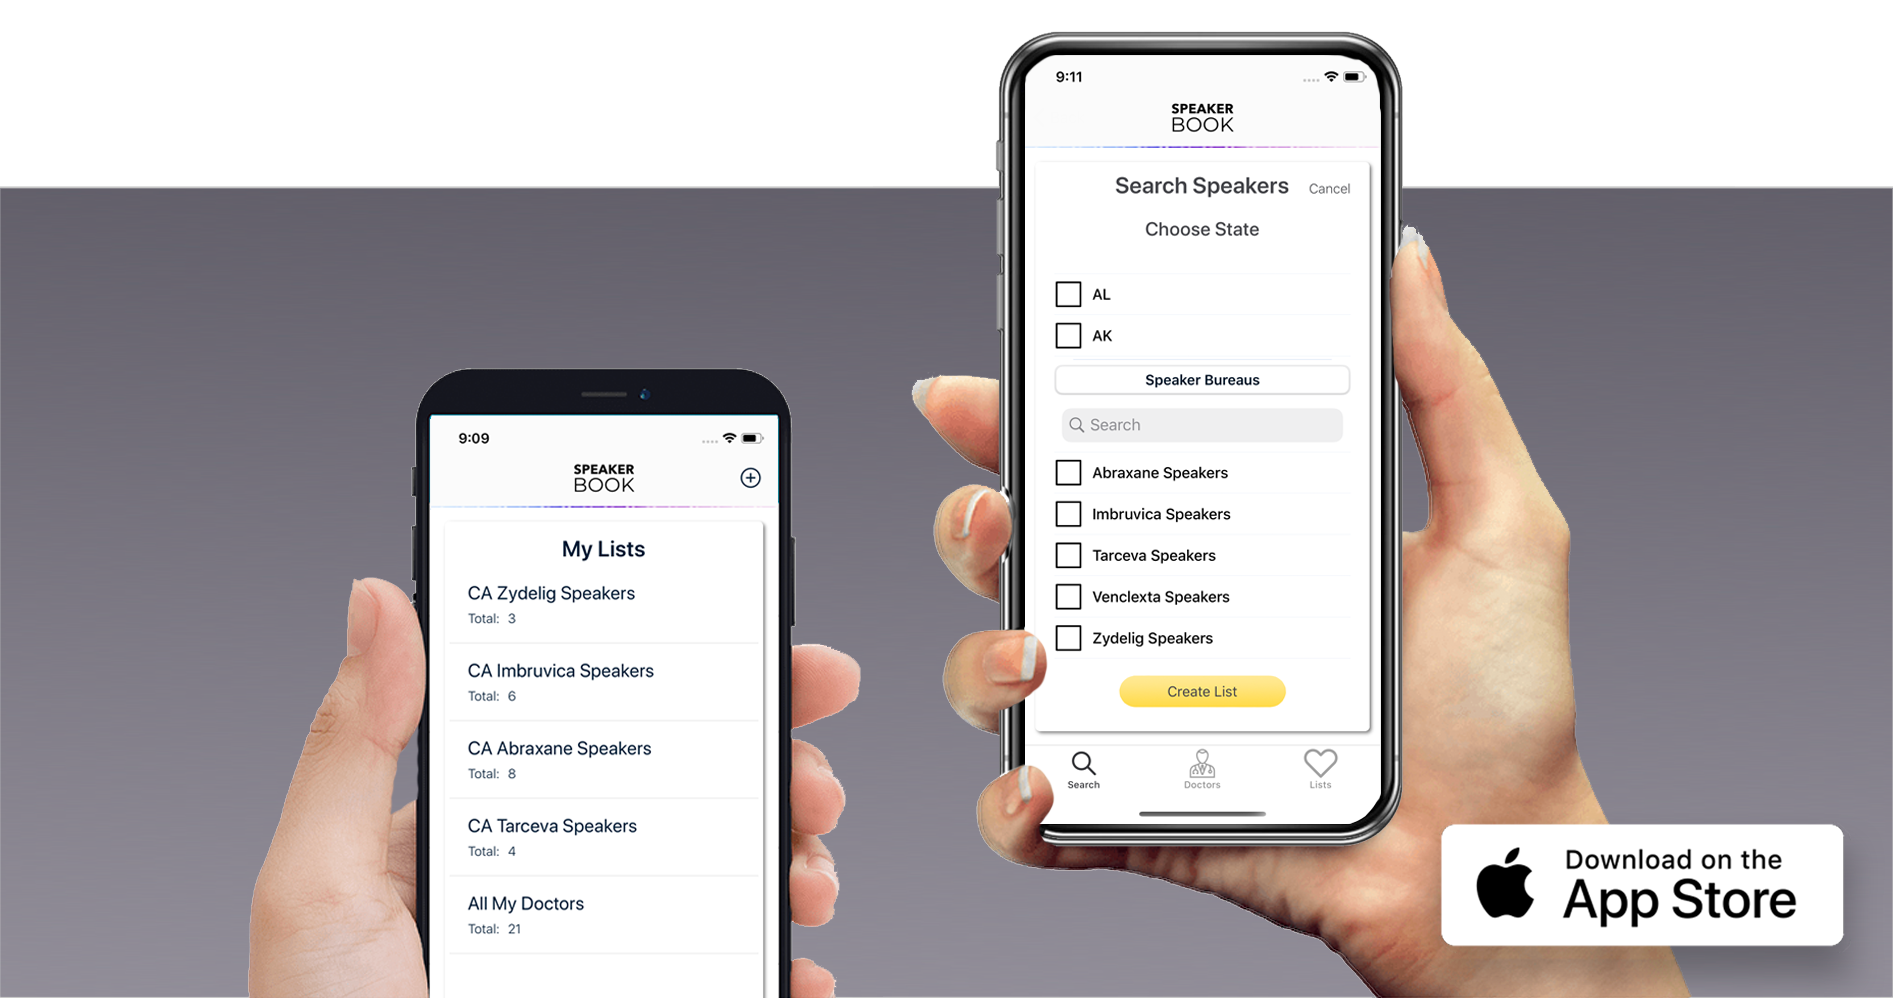 9:09
SPEAKER
BOOK
My Lists
CA Zydelig Speakers
Total: 3
CA Imbruvica Speakers
Total: 6
CA Abraxane Speakers
Total: 8
CA Tarceva Speakers
Total: 4
All My Doctors
Total: 21
9:11
SPEAKER
BOOK
Search Speakers
Cancel
Choose State
AL
AK
Speaker Bureaus
Search
Abraxane Speakers
Imbruvica Speakers
Tarceva Speakers
Venclexta Speakers
Zydelig Speakers
Create List
Search
Doctors
Lists
Download on the
App Store